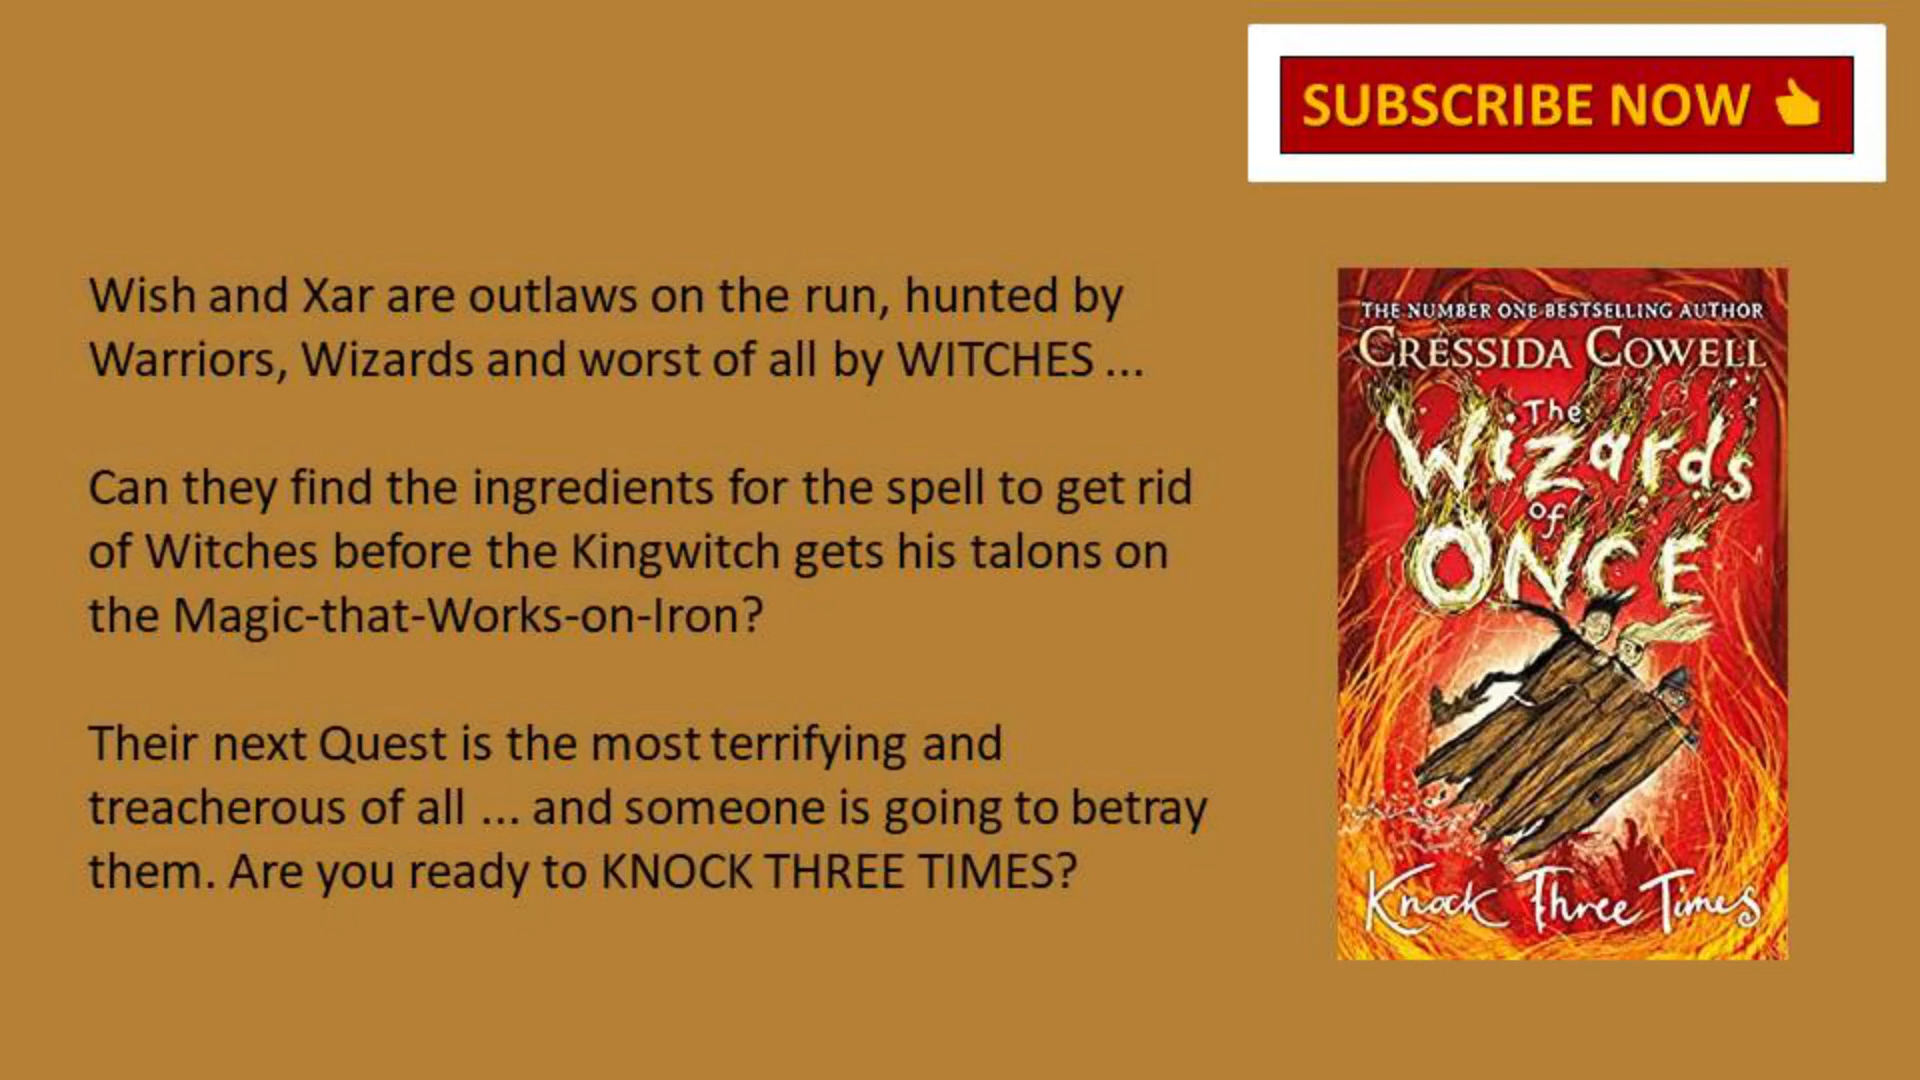 SUBSCRIBE NOW
Wish and Xar are outlaws on the run, hunted by
Warriors, Wizards and worst of all by WITCHES ...
Can they find the ingredients for the spell to get rid
of Witches before the Kingwitch gets his talons on
the Magic-that-Works-on-Iron?
Their next Quest is the most terrifying and
treacherous of all ... and someone is going to betray
them. Are you ready to KNOCK THREE TIMES?
THE NUMBER ONE BESTSELLING AUTHOR
CRESSIDA COWELL
The
Wizards
of
ONCE
Knock Three Times